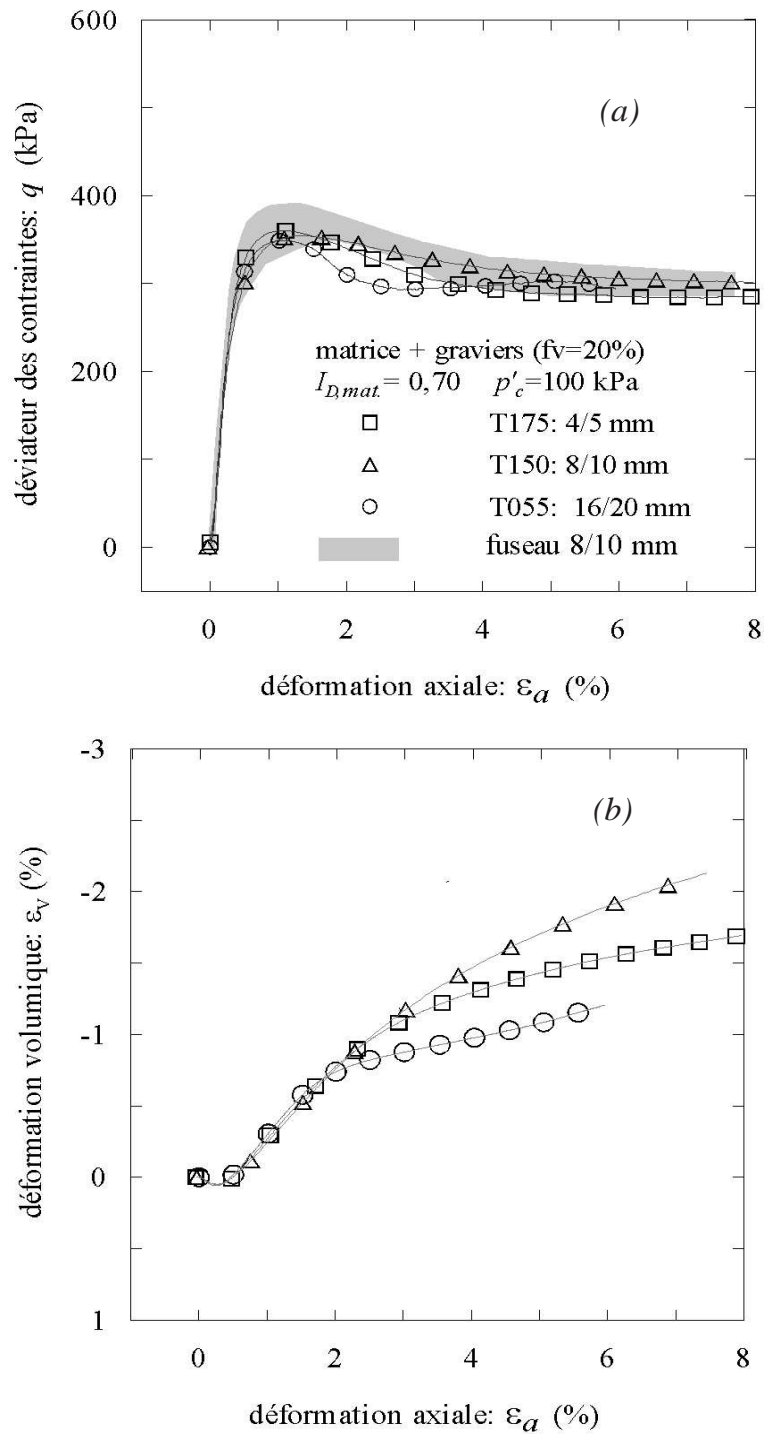 600
400
200
0
déviateur des contraintes: q (kPa)
(a)
matrice + graviers (fv=20%)
I_{D,mat.}= 0,70 p'_c=100 kPa
T175: 4/5 mm
T150: 8/10 mm
T055: 16/20 mm
fuseau 8/10 mm
0 2 4 6 8
déformation axiale: ε_a (%)
-3
-2
-1
0
1
déformation volumique: ε_v (%)
(b)
0 2 4 6 8
déformation axiale: ε_a (%)